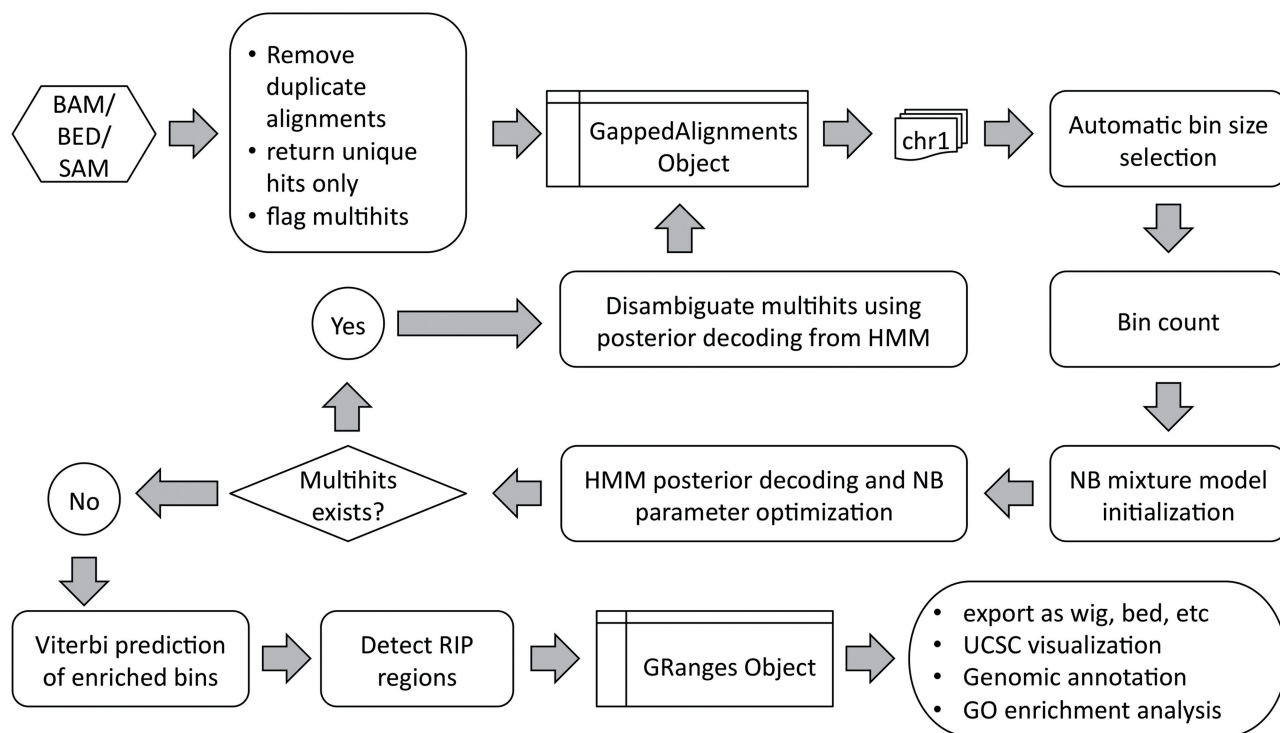 BAM/
BED/
SAM
• Remove
duplicate
alignments
• return unique
hits only
• flag multihits
GappedAlignments
Object
chr1
Automatic bin size
selection
Yes
Disambiguate multihits using
posterior decoding from HMM
Bin count
No
Multihits
exists?
HMM posterior decoding and NB
parameter optimization
NB mixture model
initialization
Viterbi prediction
of enriched bins
Detect RIP
regions
GRanges Object
• export as wig, bed, etc
• UCSC visualization
• Genomic annotation
• GO enrichment analysis